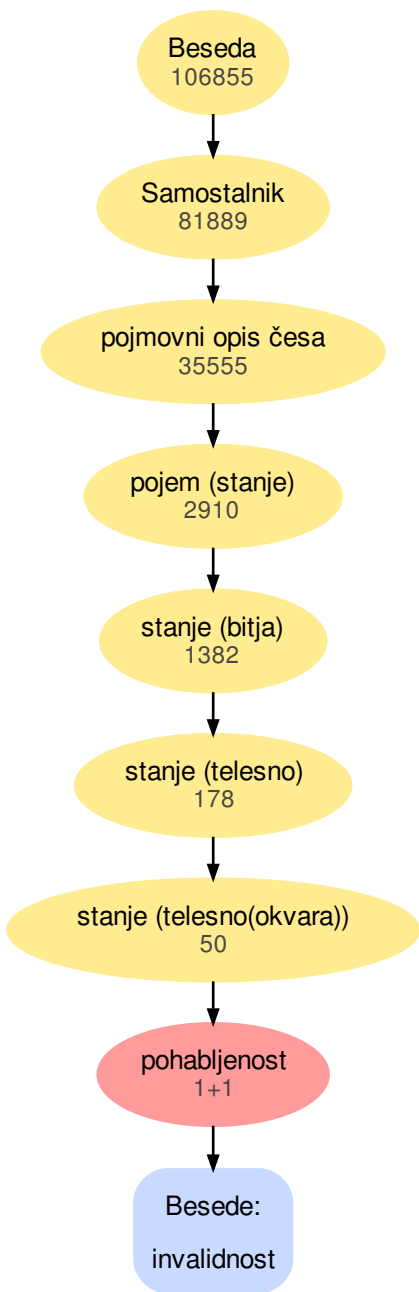 Beseda
106855
Samostalnik
81889
pojmovni opis česa
35555
pojem (stanje)
2910
stanje (bitja)
1382
stanje (telesno)
178
stanje (telesno(okvara))
50
pohabljenost
1+1
Besede:
invalidnost